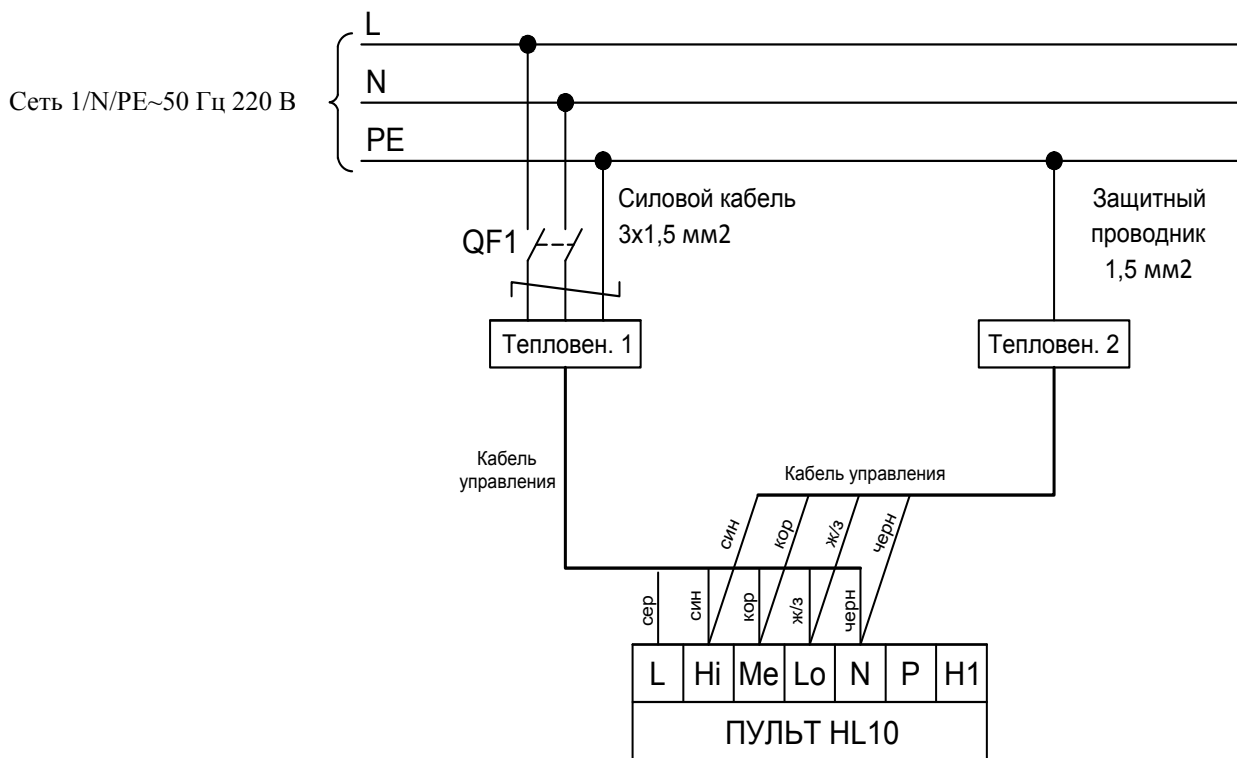 L
Сеть 1/N/PE~50 Гц 220 В
N
PE
Силовой кабель
3х1,5 мм2
QF1
Защитный
проводник
1,5 мм2
Тепловен. 1
Тепловен. 2
Кабель
управления
Кабель управления
син
кор
ж/з
черн
сер
син
кор
ж/з
черн
L Hi Me Lo N P H1
ПУЛЬТ HL10